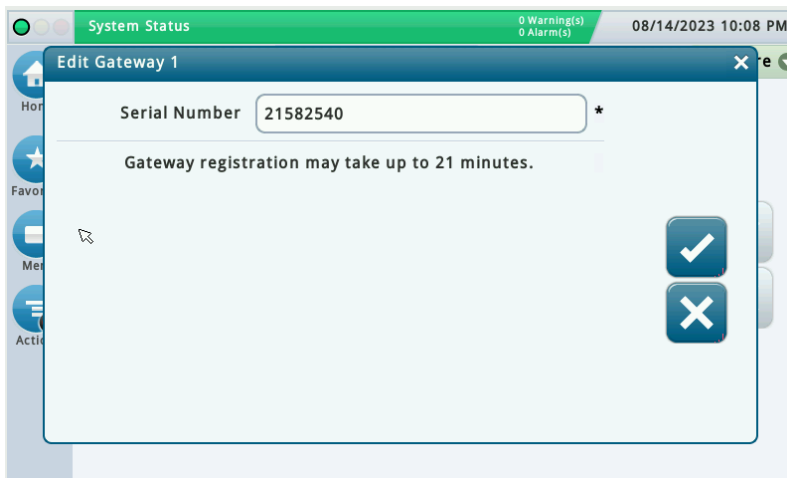 System Status
0 Warning(s)
0 Alarm(s)
08/14/2023 10:08 PM
Edit Gateway 1
Serial Number 21582540 *
Gateway registration may take up to 21 minutes.